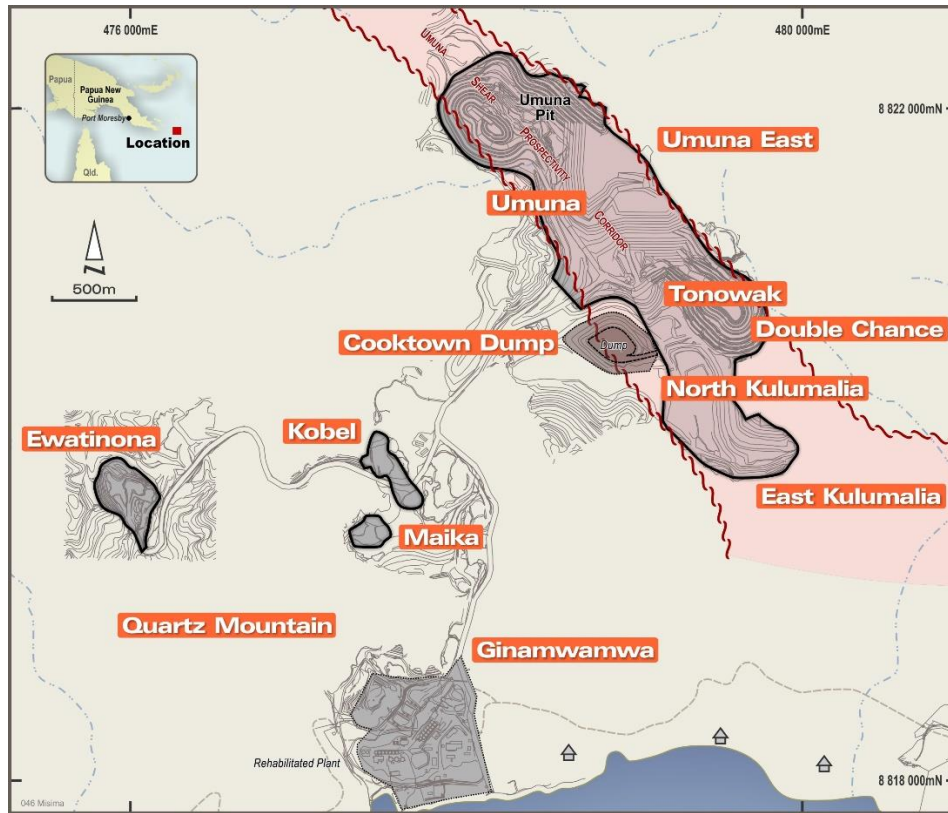 476 000mE
480 000mE
8 822 000mN
Papua
Papua New
Guinea
Port Moresby
Location
Qld.
N
500m
UMUNA
SHEAR
PROSPECTIVITY
CORRIDOR
Umuna
Pit
Umuna East
Umuna
Tonowak
Double Chance
Cooktown Dump
Dump
North Kulumalia
East Kulumalia
Ewatinona
Kobel
Maika
Quartz Mountain
Ginamwamwa
Rehabilitated Plant
8 818 000mN
046 Misima